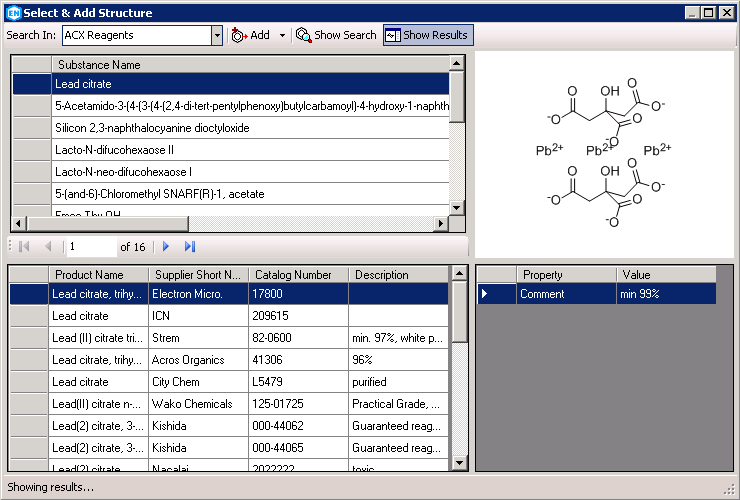 EN Select & Add Structure
Search In: ACX Reagents Add Show Search Show Results
Substance Name
Lead citrate
5-Acetamido-3-(4-(3-(4-(2,4-di-tert-pentylphenoxy)butylcarbamoyl)-4-hydroxy-1-naphth
Silicon 2,3-naphthalocyanine dioctyloxide
Lacto-N-neo-difucohexaose II
Lacto-N-neo-difucohexaose I
5-(and-6)-Chloromethyl SNARF(R)-1, acetate
1 of 16
O OH O
-O O-
O O-
Pb2+ Pb2+ Pb2+
O OH O
-O O-
O O-
Product Name Supplier Short N... Catalog Number Description
Lead citrate, trihy... Electron Micro. 17800
Lead citrate ICN 209615
Lead (II) citrate tri... Strem 82-0600 min. 97%, white p...
Lead citrate, trihy... Acros Organics 41306 96%
Lead citrate City Chem L5479 purified
Lead(II) citrate n-... Wako Chemicals 125-01725 Practical Grade, ...
Lead(2) citrate, 3-... Kishida 000-44062 Guaranteed reag...
Lead(2) citrate, 3-... Kishida 000-44065 Guaranteed reag...
Lead(2) citrate Nacalai 2022222 toxic
Property Value
Comment min 99%
Showing results...